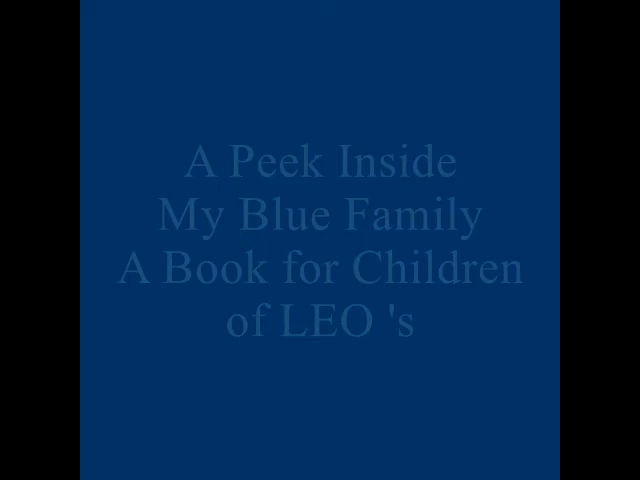 A Peek Inside
My Blue Family
A Book for Children
of LEO 's